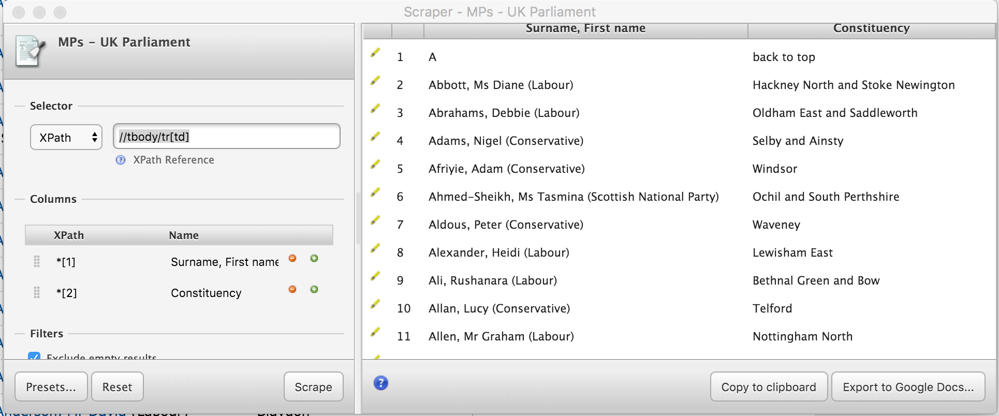 Scraper - MPs - UK Parliament
MPs - UK Parliament
Selector
XPath
//tbody/tr[td]
XPath Reference
Columns
XPath Name
*[1] Surname, First name
*[2] Constituency
Filters
Exclude empty results
Presets... Reset Scrape
Surname, First name Constituency
1 A back to top
2 Abbott, Ms Diane (Labour) Hackney North and Stoke Newington
3 Abrahams, Debbie (Labour) Oldham East and Saddleworth
4 Adams, Nigel (Conservative) Selby and Ainsty
5 Afriyie, Adam (Conservative) Windsor
6 Ahmed-Sheikh, Ms Tasmina (Scottish National Party) Ochil and South Perthshire
7 Aldous, Peter (Conservative) Waveney
8 Alexander, Heidi (Labour) Lewisham East
9 Ali, Rushanara (Labour) Bethnal Green and Bow
10 Allan, Lucy (Conservative) Telford
11 Allen, Mr Graham (Labour) Nottingham North
Copy to clipboard Export to Google Docs...